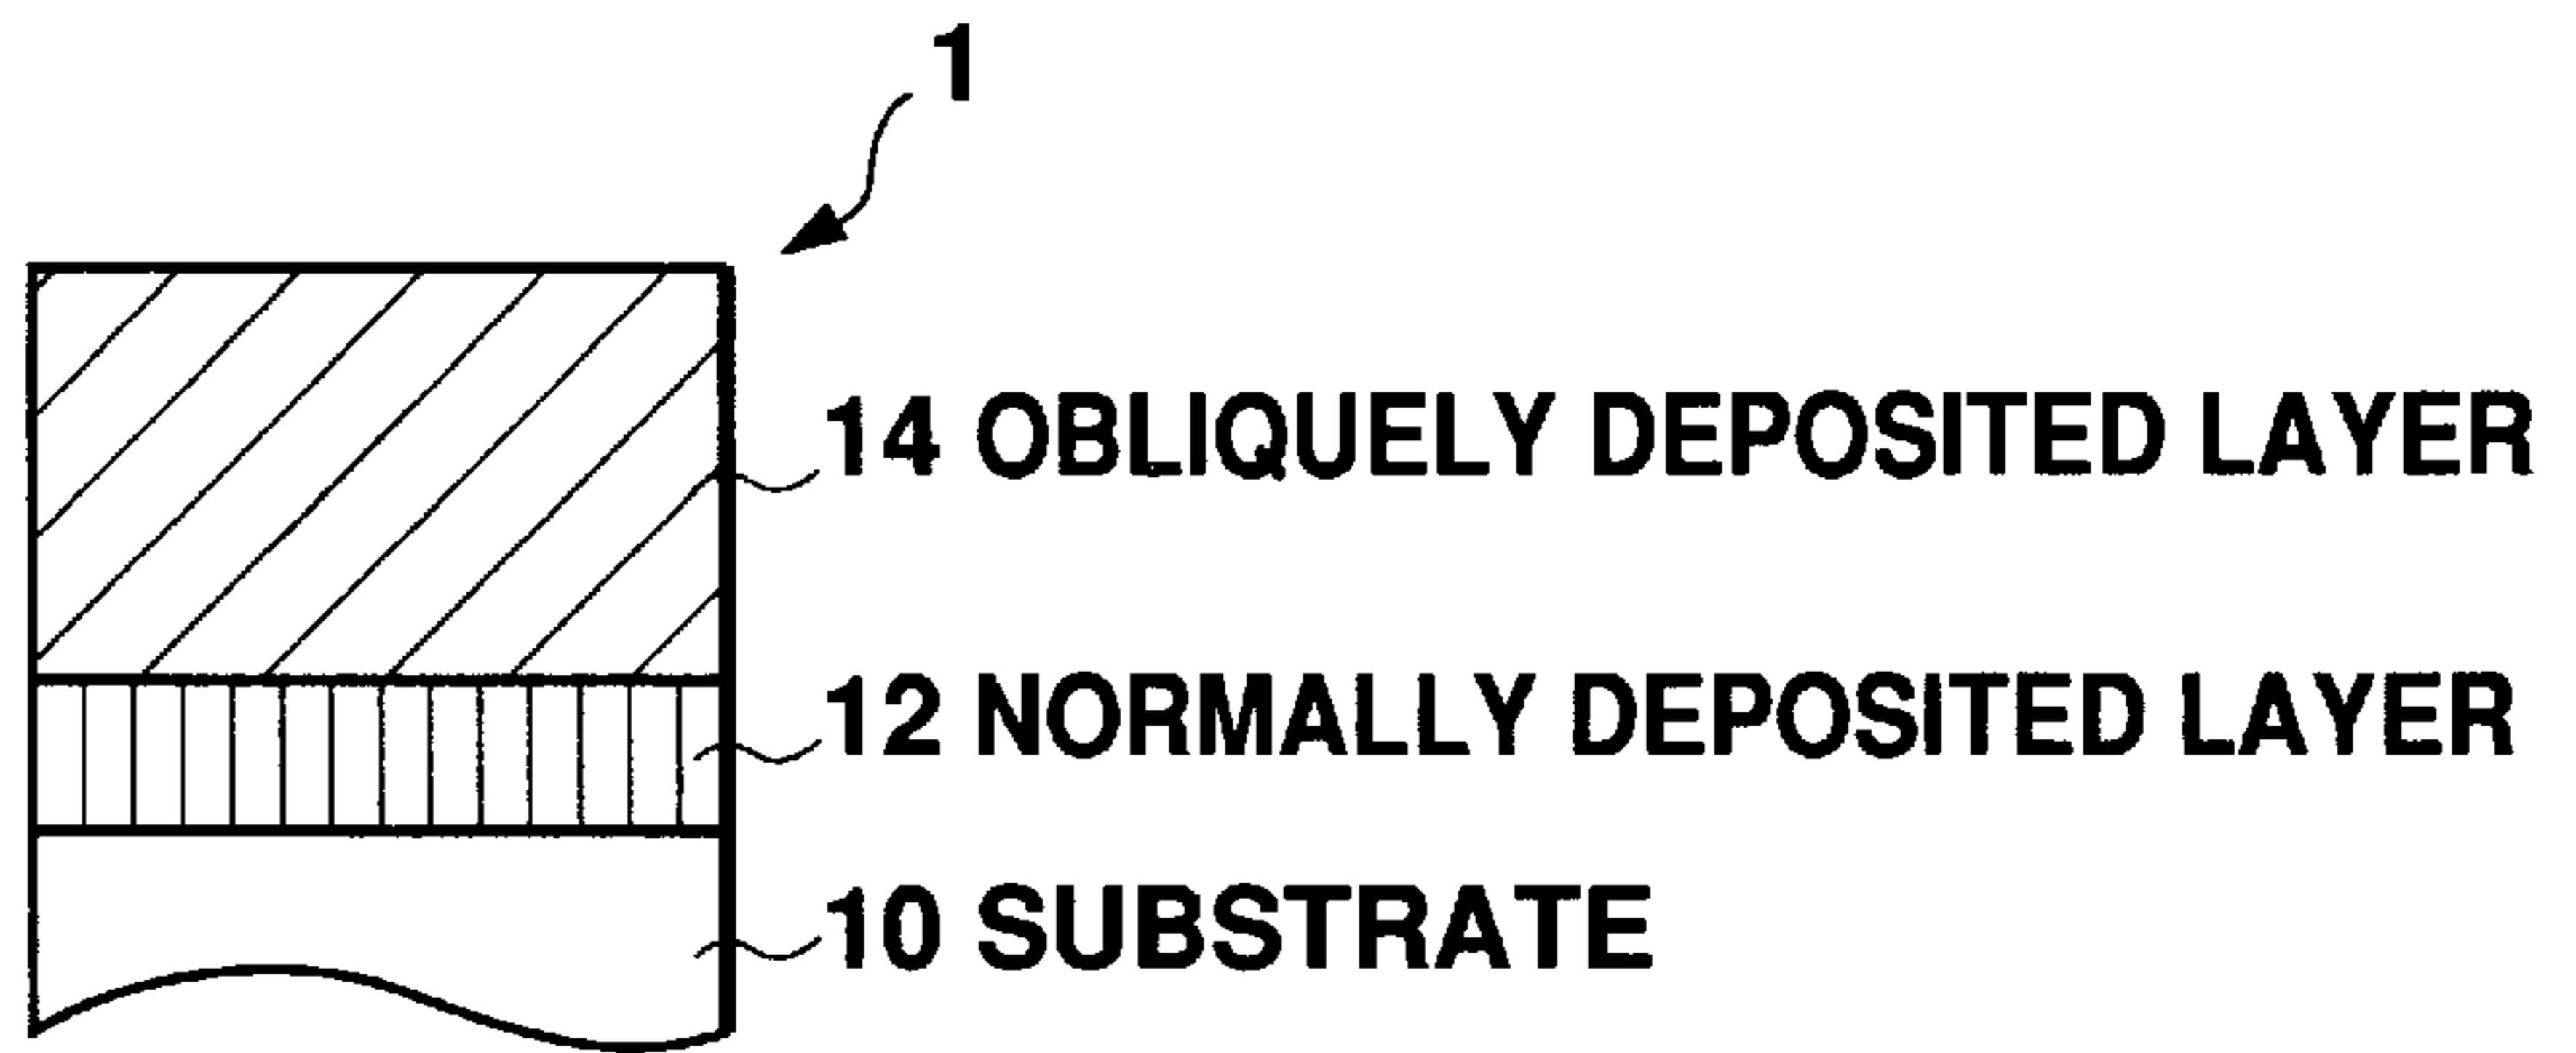 1
14 OBLIQUELY DEPOSITED LAYER
12 NORMALLY DEPOSITED LAYER
10 SUBSTRATE